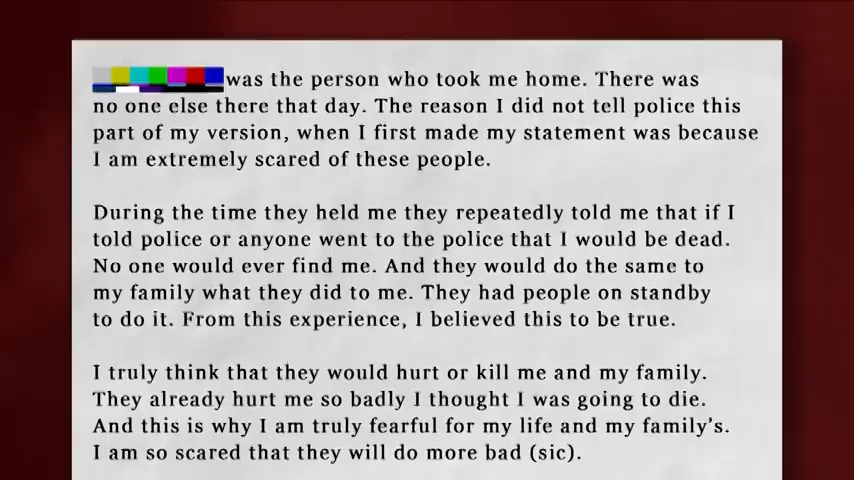 was the person who took me home. There was
no one else there that day. The reason I did not tell police this
part of my version, when I first made my statement was because
I am extremely scared of these people.
During the time they held me they repeatedly told me that if I
told police or anyone went to the police that I would be dead.
No one would ever find me. And they would do the same to
my family what they did to me. They had people on standby
to do it. From this experience, I believed this to be true.
I truly think that they would hurt or kill me and my family.
They already hurt me so badly I thought I was going to die.
And this is why I am truly fearful for my life and my family's.
I am so scared that they will do more bad (sic).